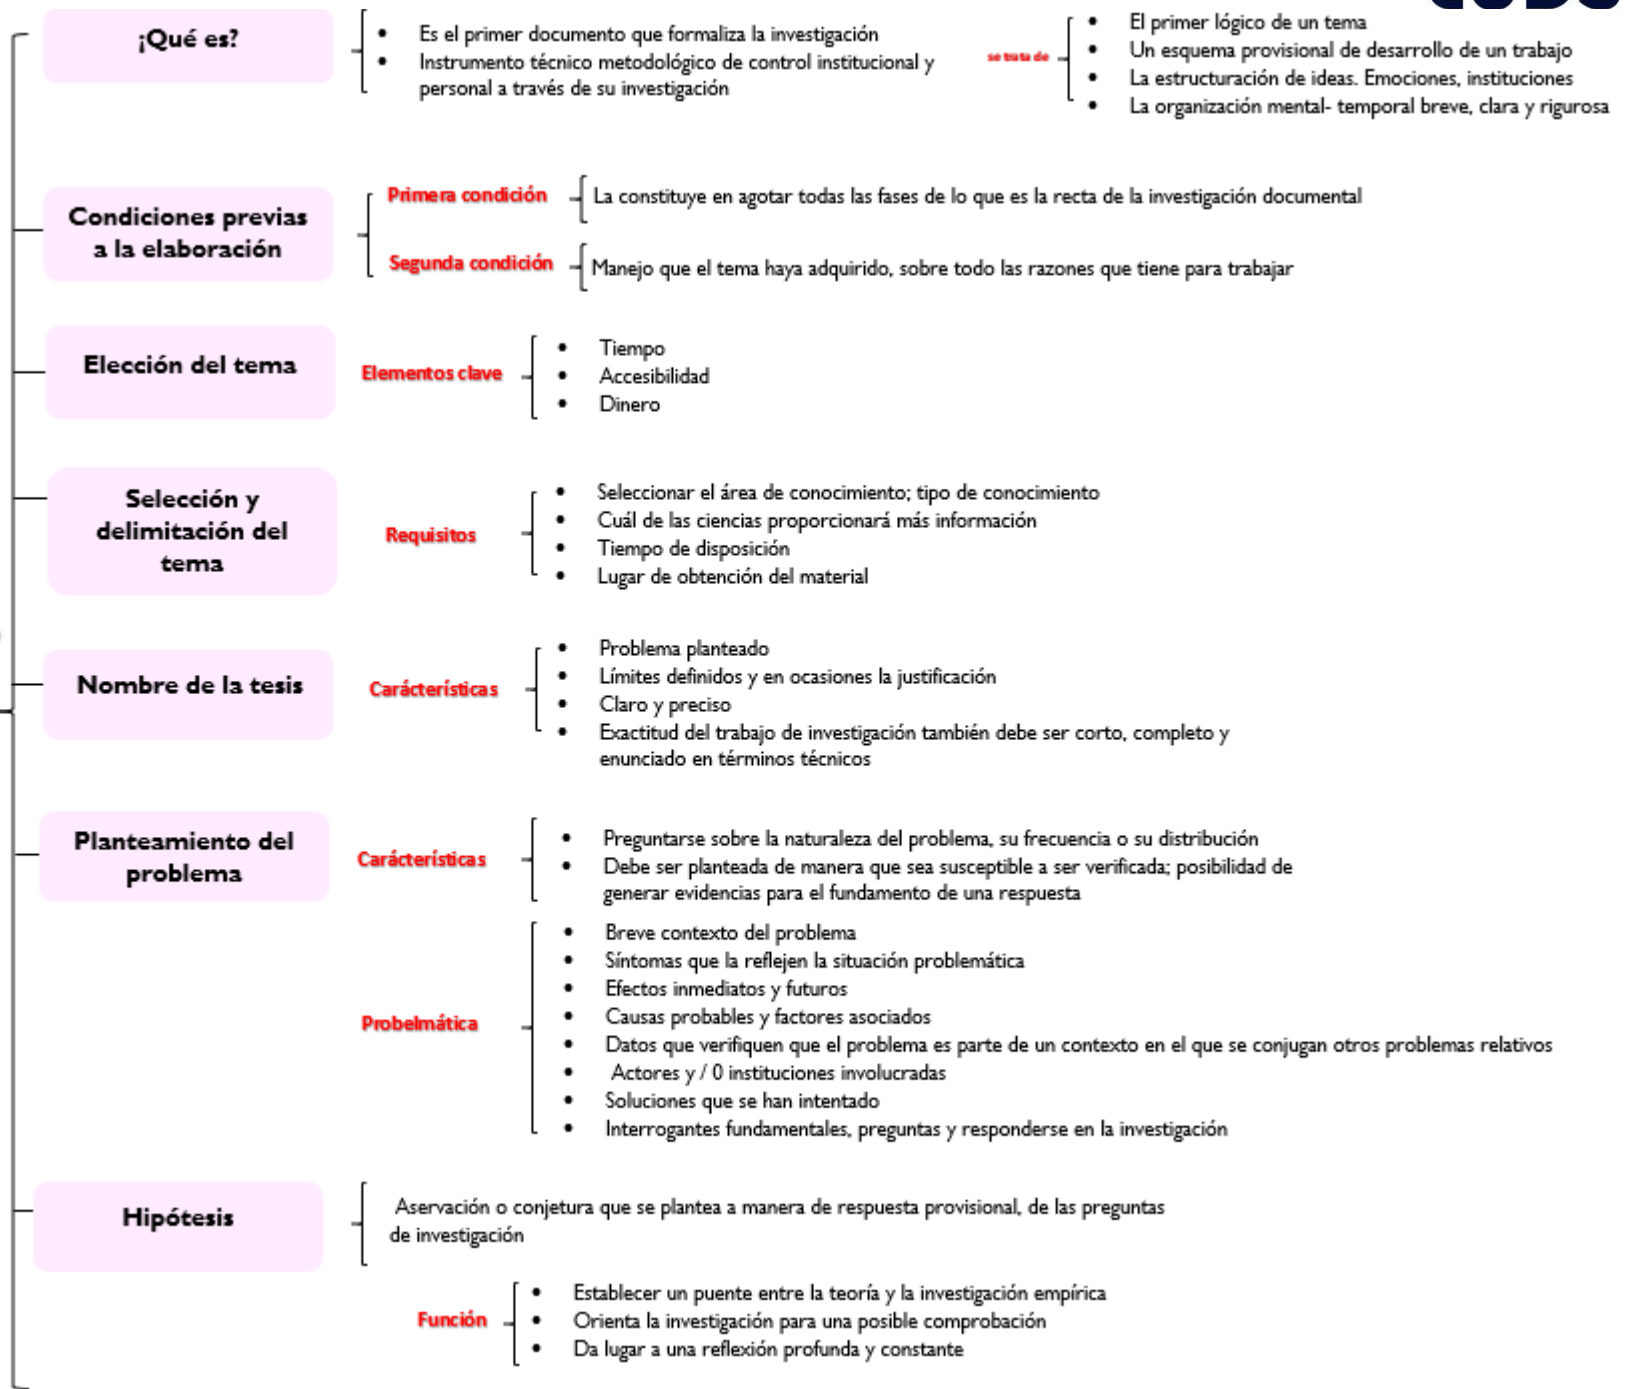 ¡Qué es?
• Es el primer documento que formaliza la investigación
• Instrumento técnico metodológico de control institucional y
personal a través de su investigación
se trata de
• El primer lógico de un tema
• Un esquema provisional de desarrollo de un trabajo
• La estructuración de ideas. Emociones, instituciones
• La organización mental- temporal breve, clara y rigurosa
Condiciones previas
a la elaboración
Primera condición
La constituye en agotar todas las fases de lo que es la recta de la investigación documental
Segunda condición
Manejo que el tema haya adquirido, sobre todo las razones que tiene para trabajar
Elección del tema
Elementos clave
• Tiempo
• Accesibilidad
• Dinero
Selección y
delimitación del
tema
Requisitos
• Seleccionar el área de conocimiento; tipo de conocimiento
• Cuál de las ciencias proporcionará más información
• Tiempo de disposición
• Lugar de obtención del material
Nombre de la tesis
Carácterísticas
• Problema planteado
• Límites definidos y en ocasiones la justificación
• Claro y preciso
• Exactitud del trabajo de investigación también debe ser corto, completo y
enunciado en términos técnicos
Planteamiento del
problema
Carácterísticas
• Preguntarse sobre la naturaleza del problema, su frecuencia o su distribución
• Debe ser planteada de manera que sea susceptible a ser verificada; posibilidad de
generar evidencias para el fundamento de una respuesta
Probelmática
• Breve contexto del problema
• Síntomas que la reflejen la situación problemática
• Efectos inmediatos y futuros
• Causas probables y factores asociados
• Datos que verifiquen que el problema es parte de un contexto en el que se conjugan otros problemas relativos
• Actores y / 0 instituciones involucradas
• Soluciones que se han intentado
• Interrogantes fundamentales, preguntas y responderse en la investigación
Hipótesis
Aservación o conjetura que se plantea a manera de respuesta provisional, de las preguntas
de investigación
Función
• Establecer un puente entre la teoría y la investigación empírica
• Orienta la investigación para una posible comprobación
• Da lugar a una reflexión profunda y constante